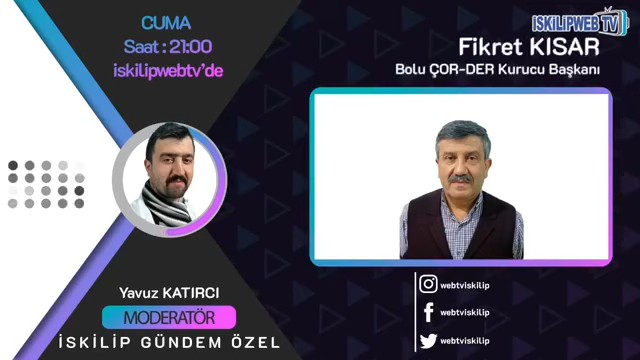 CUMA
Saat : 21:00
iskilipwebtv'de
İSKİLİPWEB TV
Fikret KISAR
Bolu ÇOR-DER Kurucu Başkanı
Yavuz KATIRCI
MODERATÖR
İSKİLİP GÜNDEM ÖZEL
webtviskilip
webtviskilip
webtviskilip